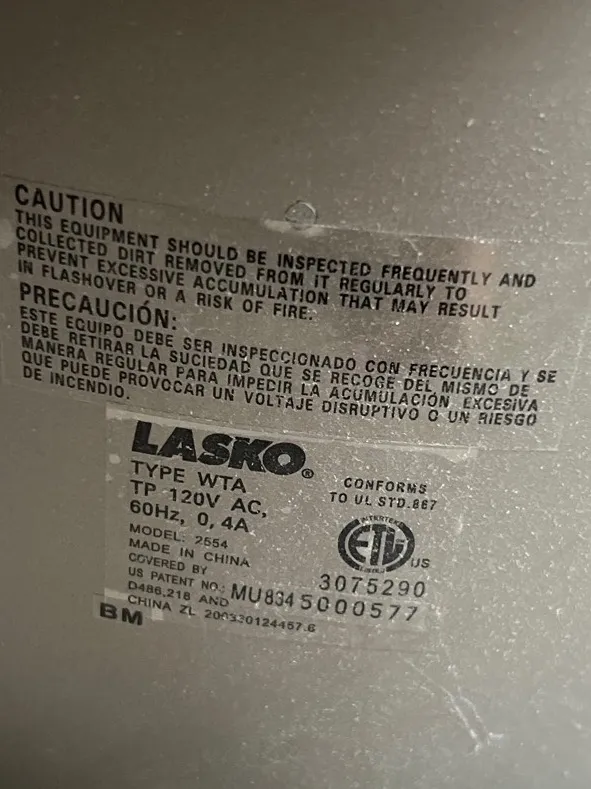 CAUTION
THIS EQUIPMENT SHOULD BE INSPECTED FREQUENTLY AND
COLLECTED DIRT REMOVED FROM IT REGULARLY TO
PREVENT EXCESSIVE ACCUMULATION THAT MAY RESULT
IN FLASHOVER OR A RISK OF FIRE.
PRECAUCIÓN:
ESTE EQUIPO DEBE SER INSPECCIONADO CON FRECUENCIA Y SE
DEBE RETIRAR LA SUCIEDAD QUE SE RECOGE DEL MISMO DE
MANERA REGULAR PARA IMPEDIR LA ACUMULACIÓN EXCESIVA
QUE PUEDE PROVOCAR UN VOLTAJE DISRUPTIVO O UN RIESGO
DE INCENDIO.
LASKO®
TYPE WTA
TP 120V AC,
60Hz, 0,4A
MODEL: 2554
MADE IN CHINA
COVERED BY
US PATENT NO.:
D486,218 AND
CHINA ZL 200330124457.6
BM
CONFORMS
TO UL STD.867
INTERTEK
ETL
LISTED
US
3075290
MU8345000577